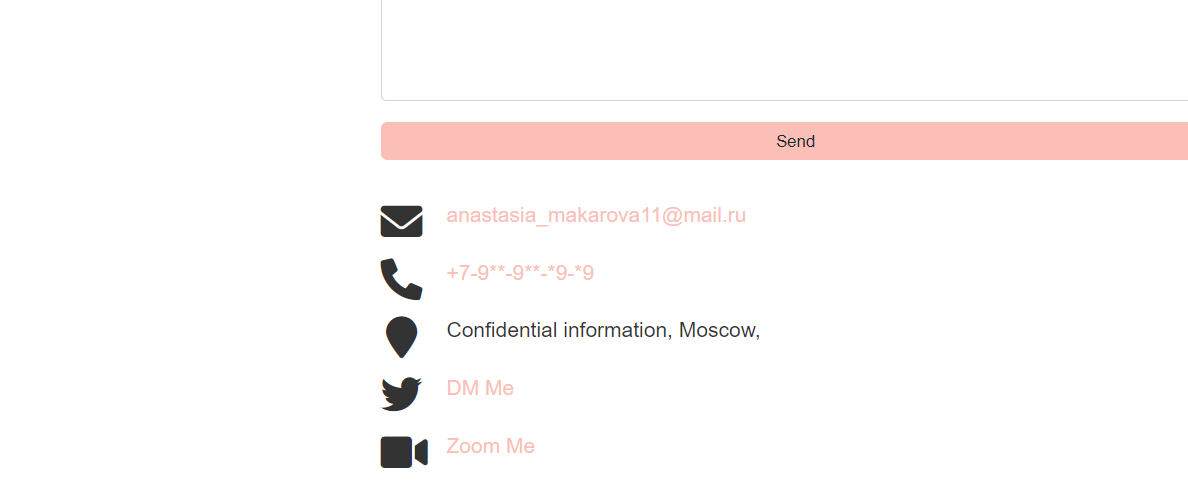 Send
anastasia_makarova11@mail.ru
+7-9**-9**-*9-*9
Confidential information, Moscow,
DM Me
Zoom Me